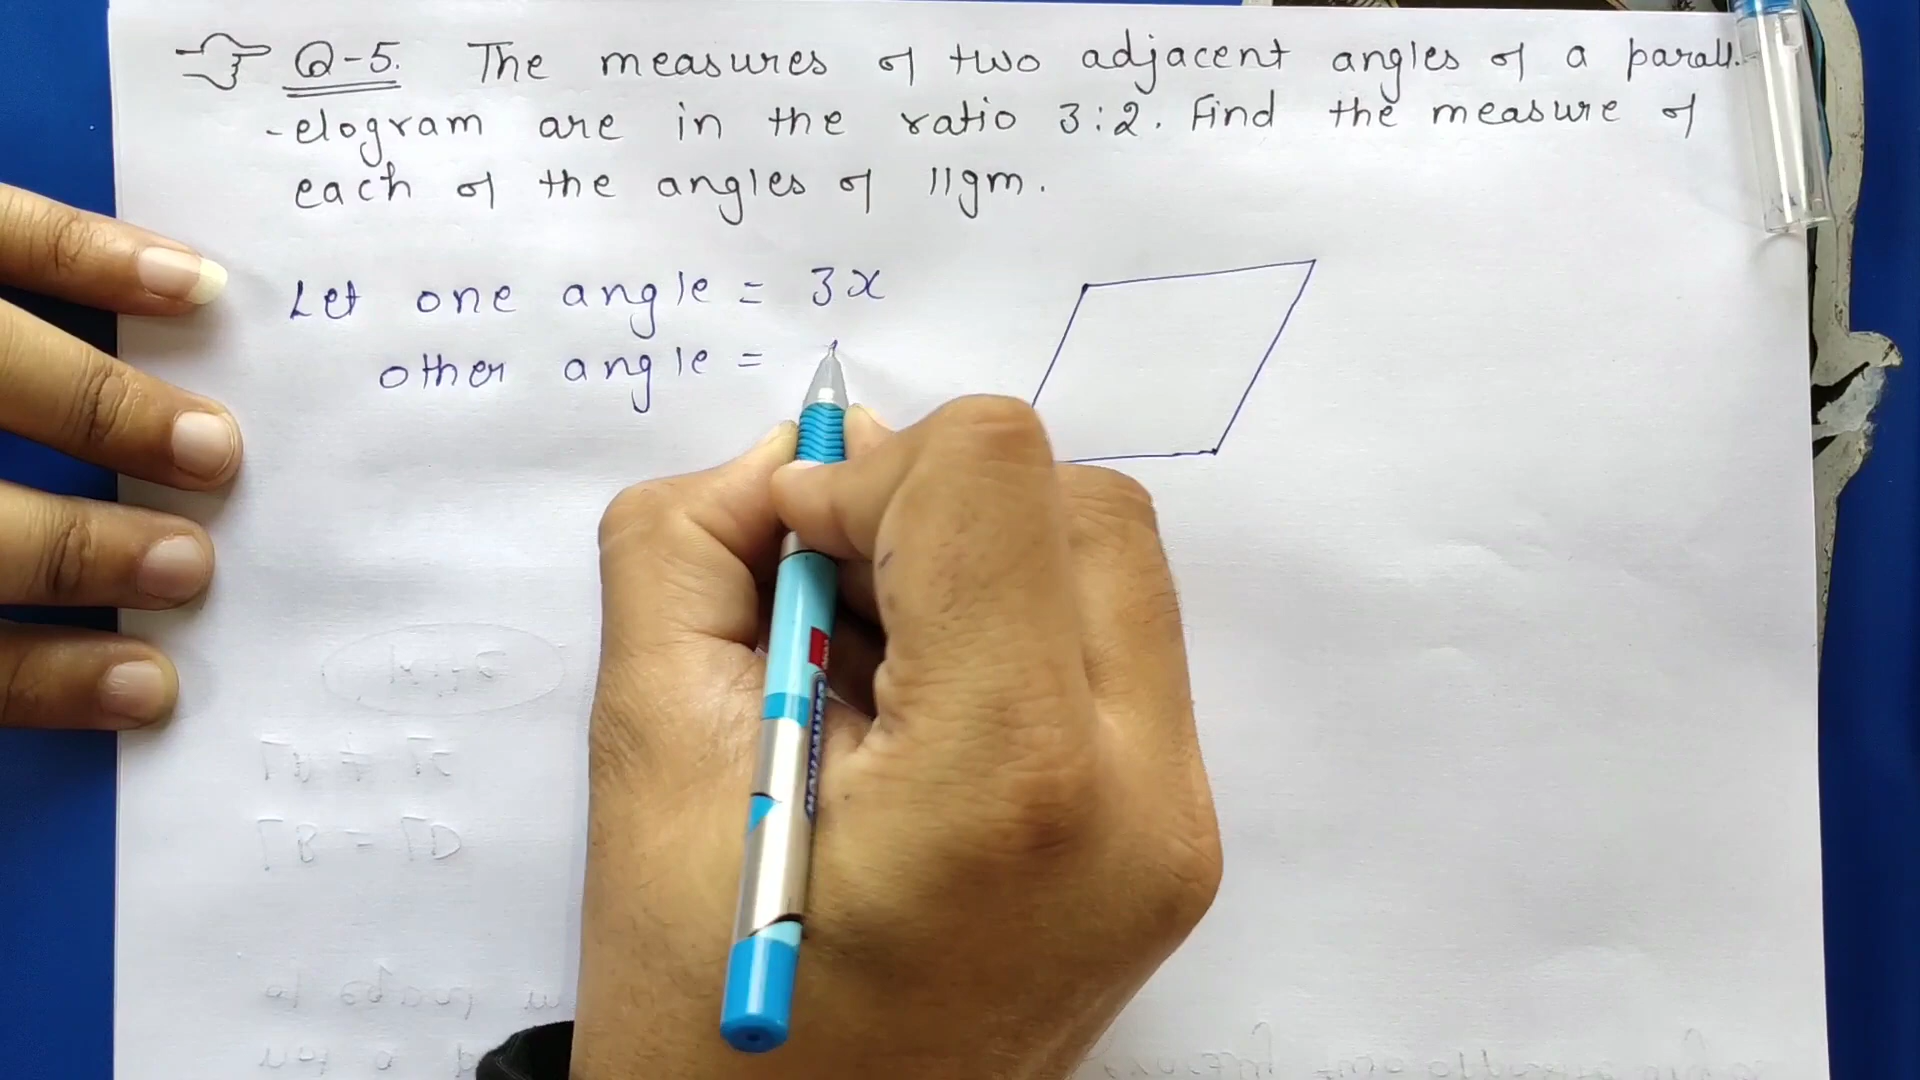 Q-5. The measures of two adjacent angles of a parall-
-elogram are in the ratio 3:2. Find the measure of
each of the angles of ||gm.
Let one angle = 3x
other angle =